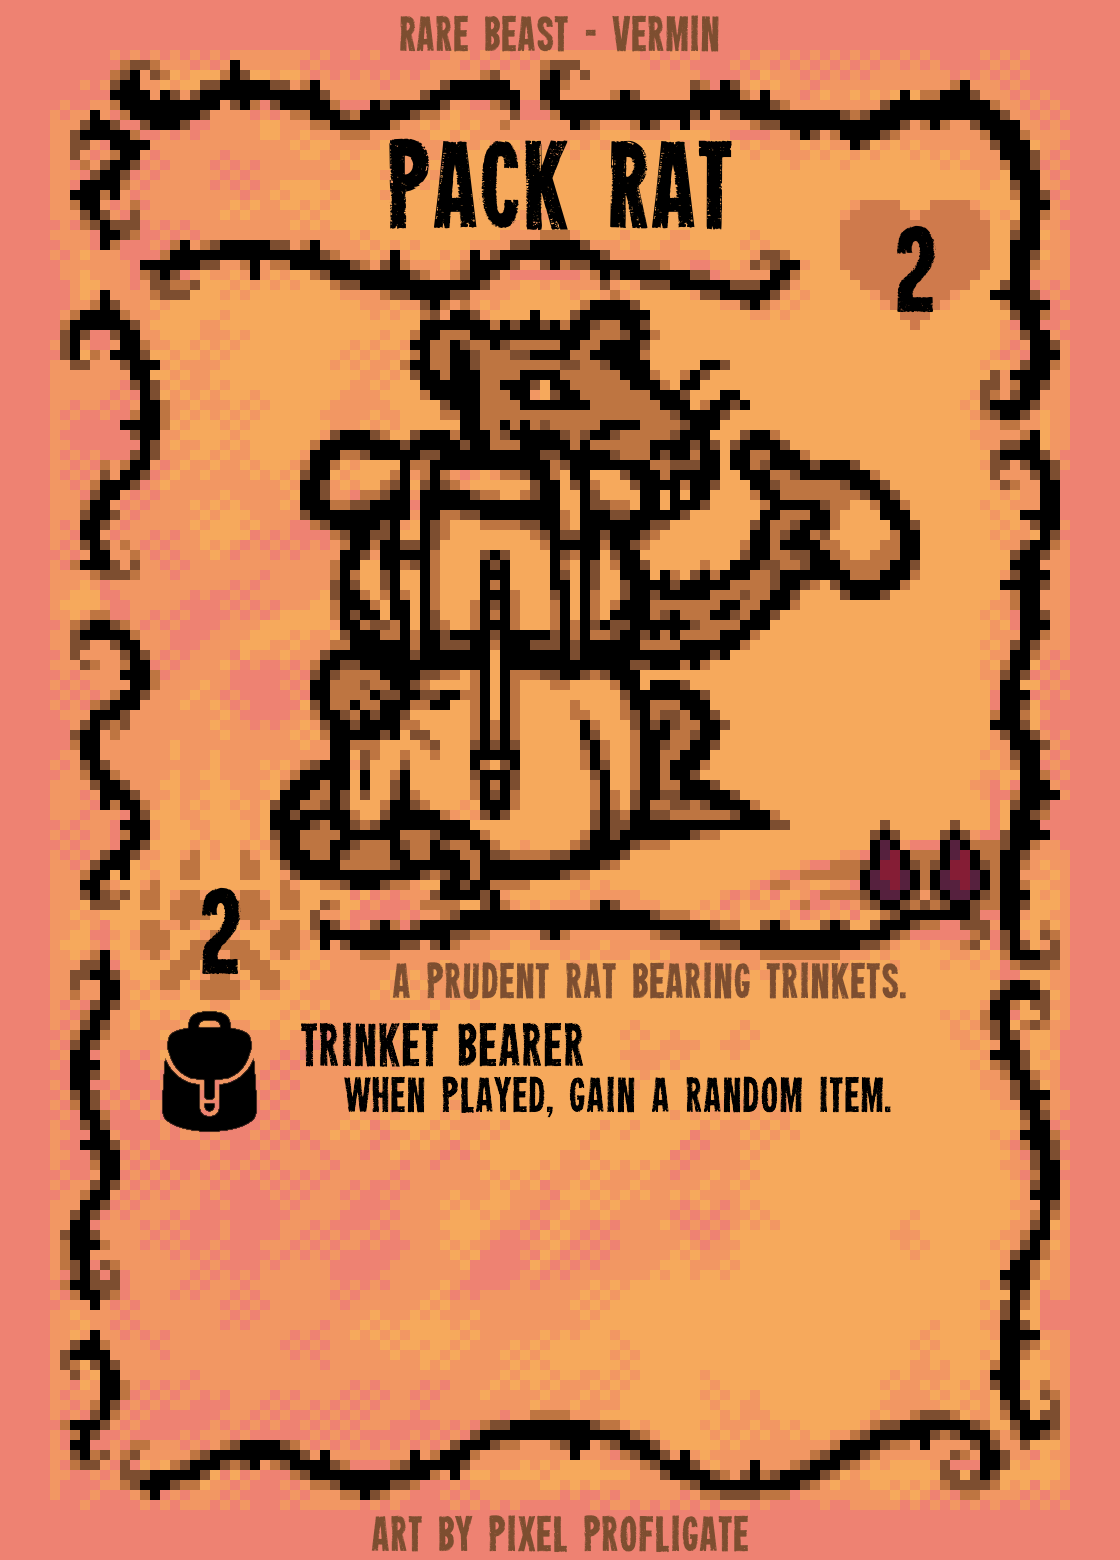 RARE BEAST - VERMIN
PACK RAT
2
2
A PRUDENT RAT BEARING TRINKETS.
TRINKET BEARER
WHEN PLAYED, GAIN A RANDOM ITEM.
ART BY PIXEL PROFLIGATE